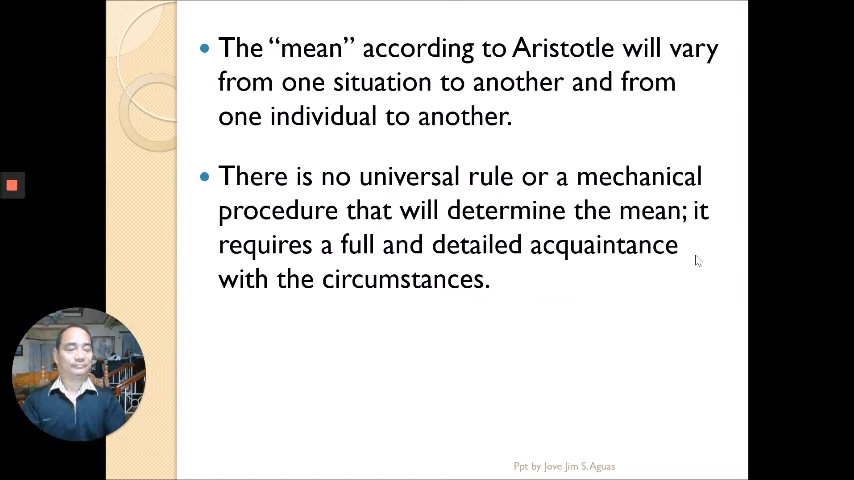 The “mean” according to Aristotle will vary
from one situation to another and from
one individual to another.
There is no universal rule or a mechanical
procedure that will determine the mean; it
requires a full and detailed acquaintance
with the circumstances.
Ppt by Jove Jim S. Aguas